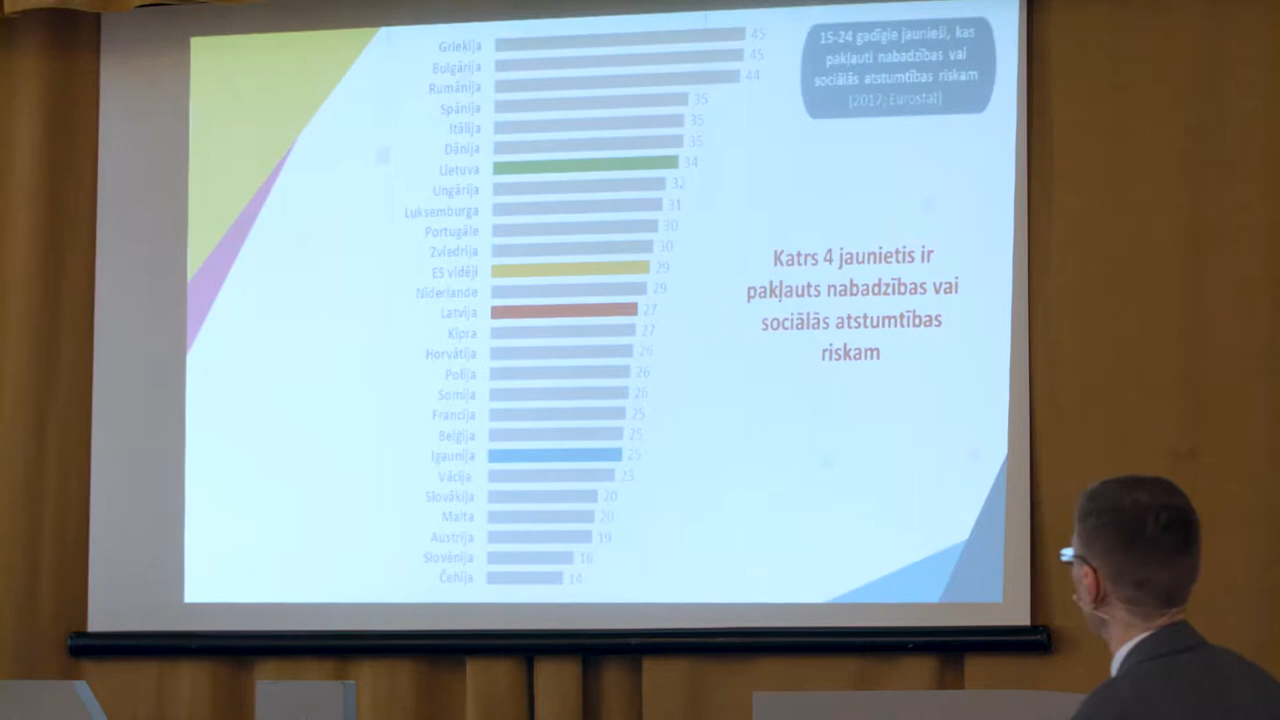 Griekija 45
Bulgārija 45
Rumānija 44
Spānija 35
Itālija 35
Dānija 35
Lietuva 34
Ungārija 32
Luksemburga 31
Portugāle 30
Zviedrija 30
ES vidēji 29
Nīderlande 29
Latvija 27
Kipra 27
Horvātija 26
Polija 26
Somija 26
Francija 25
Beļģija 25
Igaunija 25
Vācija 23
Slovākija 20
Malta 20
Austrija 19
Slovēnija 16
Čehija 14
15-24 gadīgie jaunieši, kas
pakļauti nabadzības vai
sociālās atstumtības riskam
(2017; Eurostat)
Katrs 4 jaunietis ir
pakļauts nabadzības vai
sociālās atstumtības
riskam